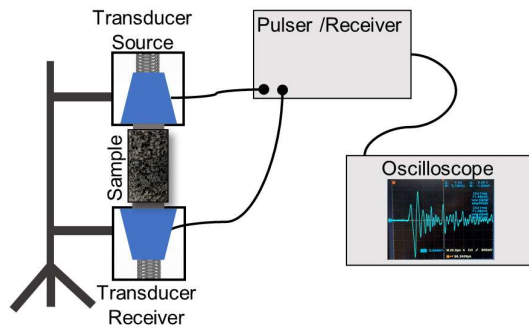 Transducer
Source
Pulser /Receiver
Sample
Oscilloscope
Transducer
Receiver